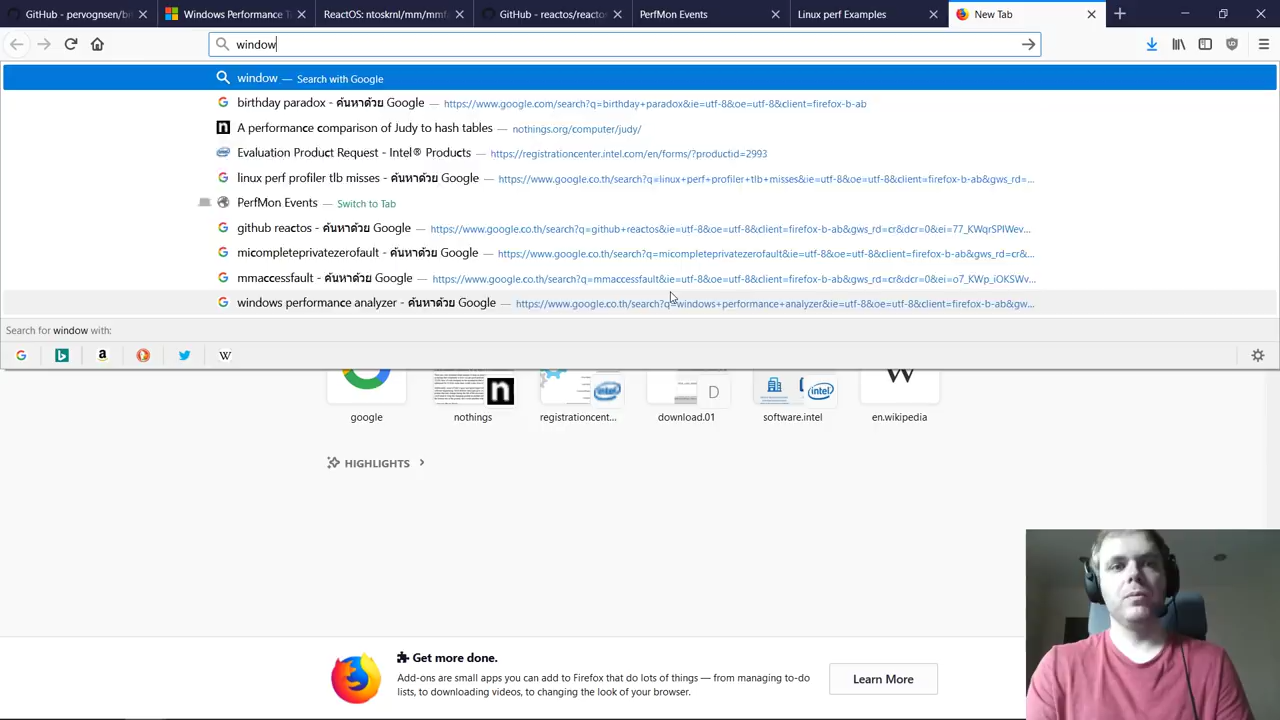 GitHub - pervognsen/bi
Windows Performance T
ReactOS: ntoskrnl/mm/mmf
GitHub - reactos/reacto
PerfMon Events
Linux perf Examples
New Tab
window
window — Search with Google
birthday paradox - ค้นหาด้วย Google — https://www.google.com/search?q=birthday+paradox&ie=utf-8&oe=utf-8&client=firefox-b-ab
A performance comparison of Judy to hash tables — nothings.org/computer/judy/
Evaluation Product Request - Intel® Products — https://registrationcenter.intel.com/en/forms/?productid=2993
linux perf profiler tlb misses - ค้นหาด้วย Google — https://www.google.co.th/search?q=linux+perf+profiler+tlb+misses&ie=utf-8&oe=utf-8&client=firefox-b-ab&gws_rd=...
PerfMon Events — Switch to Tab
github reactos - ค้นหาด้วย Google — https://www.google.co.th/search?q=github+reactos&ie=utf-8&oe=utf-8&client=firefox-b-ab&gws_rd=cr&dcr=0&ei=77_KWqrSPIWev...
micompleteprivatezerofault - ค้นหาด้วย Google — https://www.google.co.th/search?q=micompleteprivatezerofault&ie=utf-8&oe=utf-8&client=firefox-b-ab&gws_rd=cr&...
mmaccessfault - ค้นหาด้วย Google — https://www.google.co.th/search?q=mmaccessfault&ie=utf-8&oe=utf-8&client=firefox-b-ab&gws_rd=cr&dcr=0&ei=o7_KWp_iOKSWv...
windows performance analyzer - ค้นหาด้วย Google — https://www.google.co.th/search?q=windows+performance+analyzer&ie=utf-8&oe=utf-8&client=firefox-b-ab&gw...
Search for window with:
google
nothings
registrationcent...
download.01
software.intel
en.wikipedia
HIGHLIGHTS
Get more done.
Add-ons are small apps you can add to Firefox that do lots of things — from managing to-do
lists, to downloading videos, to changing the look of your browser.
Learn More